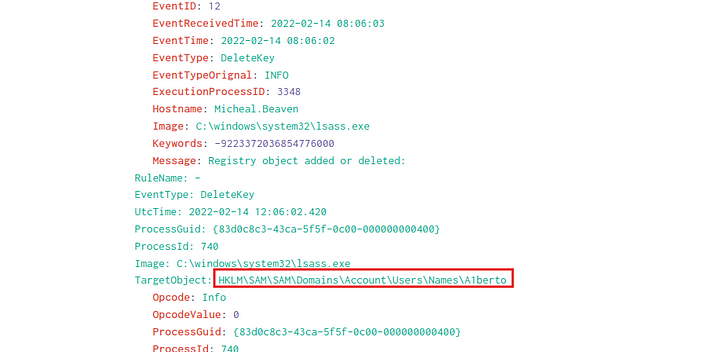 EventID: 12
EventReceivedTime: 2022-02-14 08:06:03
EventTime: 2022-02-14 08:06:02
EventType: DeleteKey
EventTypeOrignal: INFO
ExecutionProcessID: 3348
Hostname: Micheal.Beaven
Image: C:\windows\system32\lsass.exe
Keywords: -9223372036854776000
Message: Registry object added or deleted:
RuleName: -
EventType: DeleteKey
UtcTime: 2022-02-14 12:06:02.420
ProcessGuid: {83d0c8c3-43ca-5f5f-0c00-000000000400}
ProcessId: 740
Image: C:\windows\system32\lsass.exe
TargetObject: HKLM\SAM\SAM\Domains\Account\Users\Names\A1berto
Opcode: Info
OpcodeValue: 0
ProcessGuid: {83d0c8c3-43ca-5f5f-0c00-000000000400}
ProcessId: 740